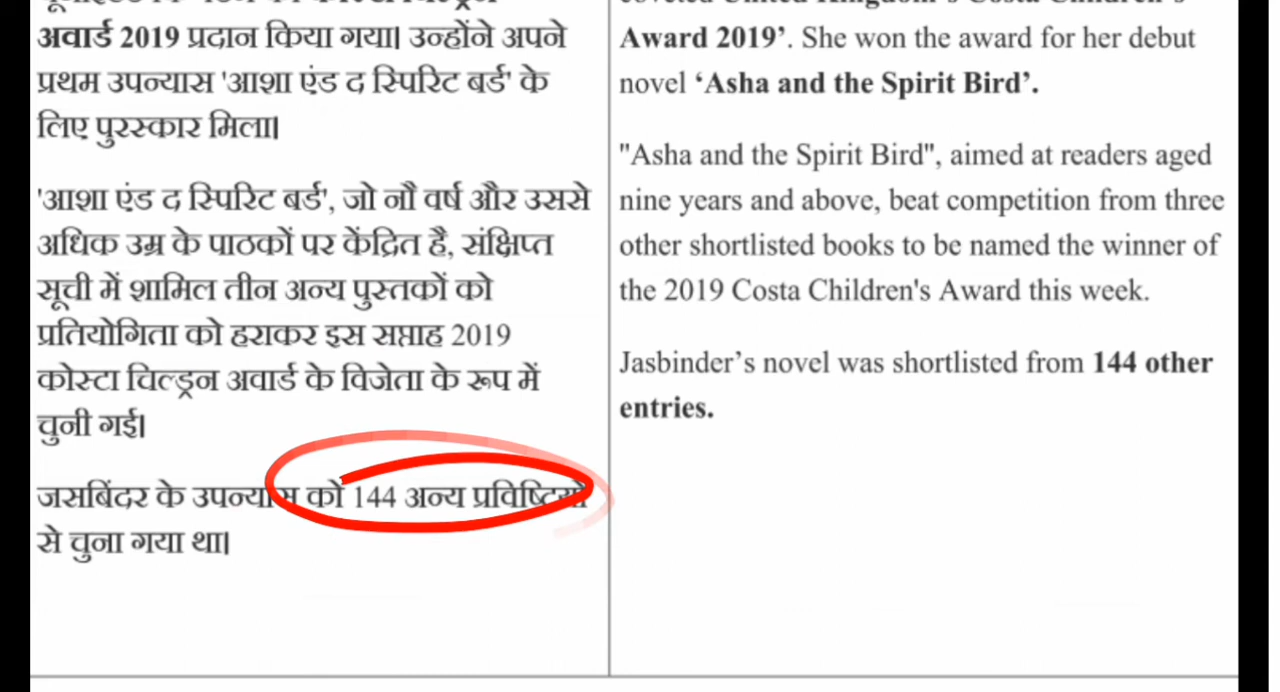 अवार्ड 2019 प्रदान किया गया। उन्होंने अपने
प्रथम उपन्यास 'आशा एंड द स्पिरिट बर्ड' के
लिए पुरस्कार मिला।
'आशा एंड द स्पिरिट बर्ड', जो नौ वर्ष और उससे
अधिक उम्र के पाठकों पर केंद्रित है, संक्षिप्त
सूची में शामिल तीन अन्य पुस्तकों को
प्रतियोगिता को हराकर इस सप्ताह 2019
कोस्टा चिल्ड्रन अवार्ड के विजेता के रूप में
चुनी गई।
जसबिंदर के उपन्यास को 144 अन्य प्रविष्टियों
से चुना गया था।
Award 2019’. She won the award for her debut
novel ‘Asha and the Spirit Bird’.
"Asha and the Spirit Bird", aimed at readers aged
nine years and above, beat competition from three
other shortlisted books to be named the winner of
the 2019 Costa Children's Award this week.
Jasbinder’s novel was shortlisted from 144 other
entries.